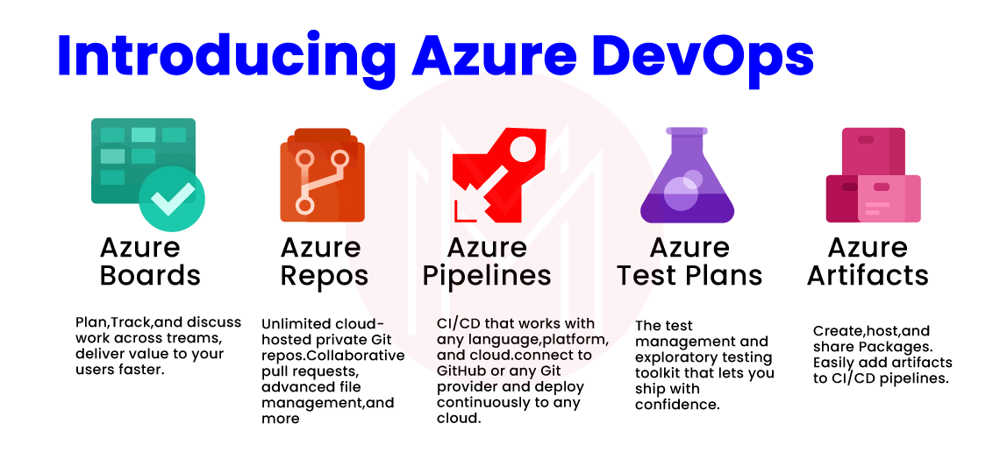 Introducing Azure DevOps
Azure
Boards
Plan,Track,and discuss
work across treams,
deliver value to your
users faster.
Azure
Repos
Unlimited cloud-
hosted private Git
repos.Collaborative
pull requests,
advanced file
management,and
more
Azure
Pipelines
CI/CD that works with
any language,platform,
and cloud.connect to
GitHub or any Git
provider and deploy
continuously to any
cloud.
Azure
Test Plans
The test
management and
exploratory testing
toolkit that lets you
ship with
confidence.
Azure
Artifacts
Create,host,and
share Packages.
Easily add artifacts
to CI/CD pipelines.